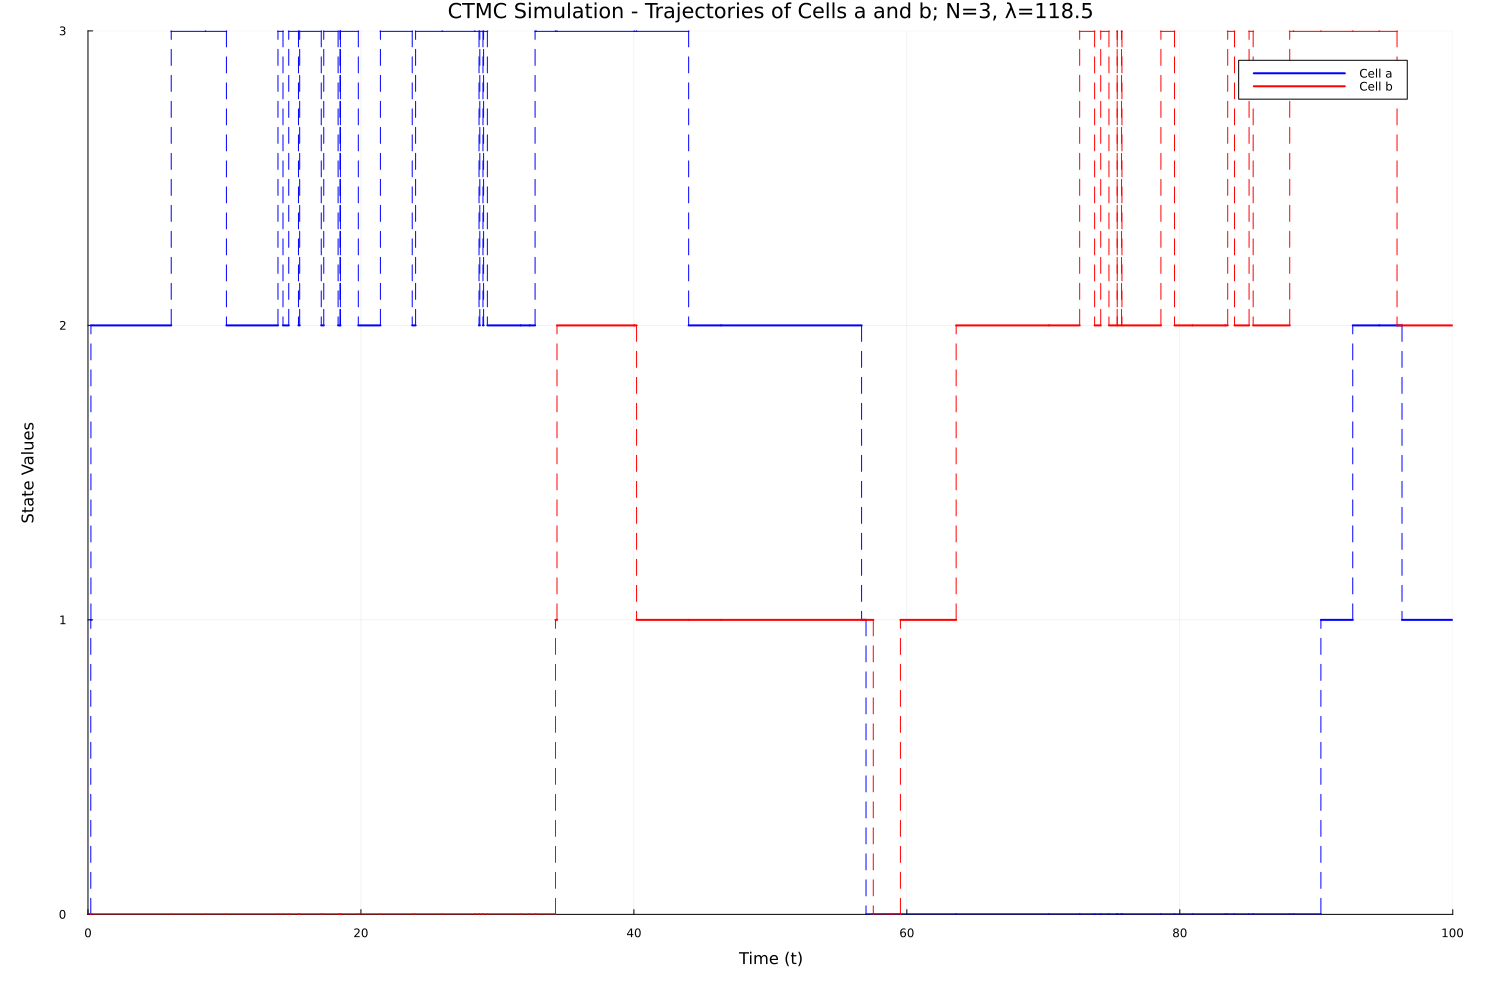 CTMC Simulation - Trajectories of Cells a and b; N=3, λ=118.5
3
Cell a
Cell b
2
State Values
1
0
0 20 40 60 80 100
Time (t)